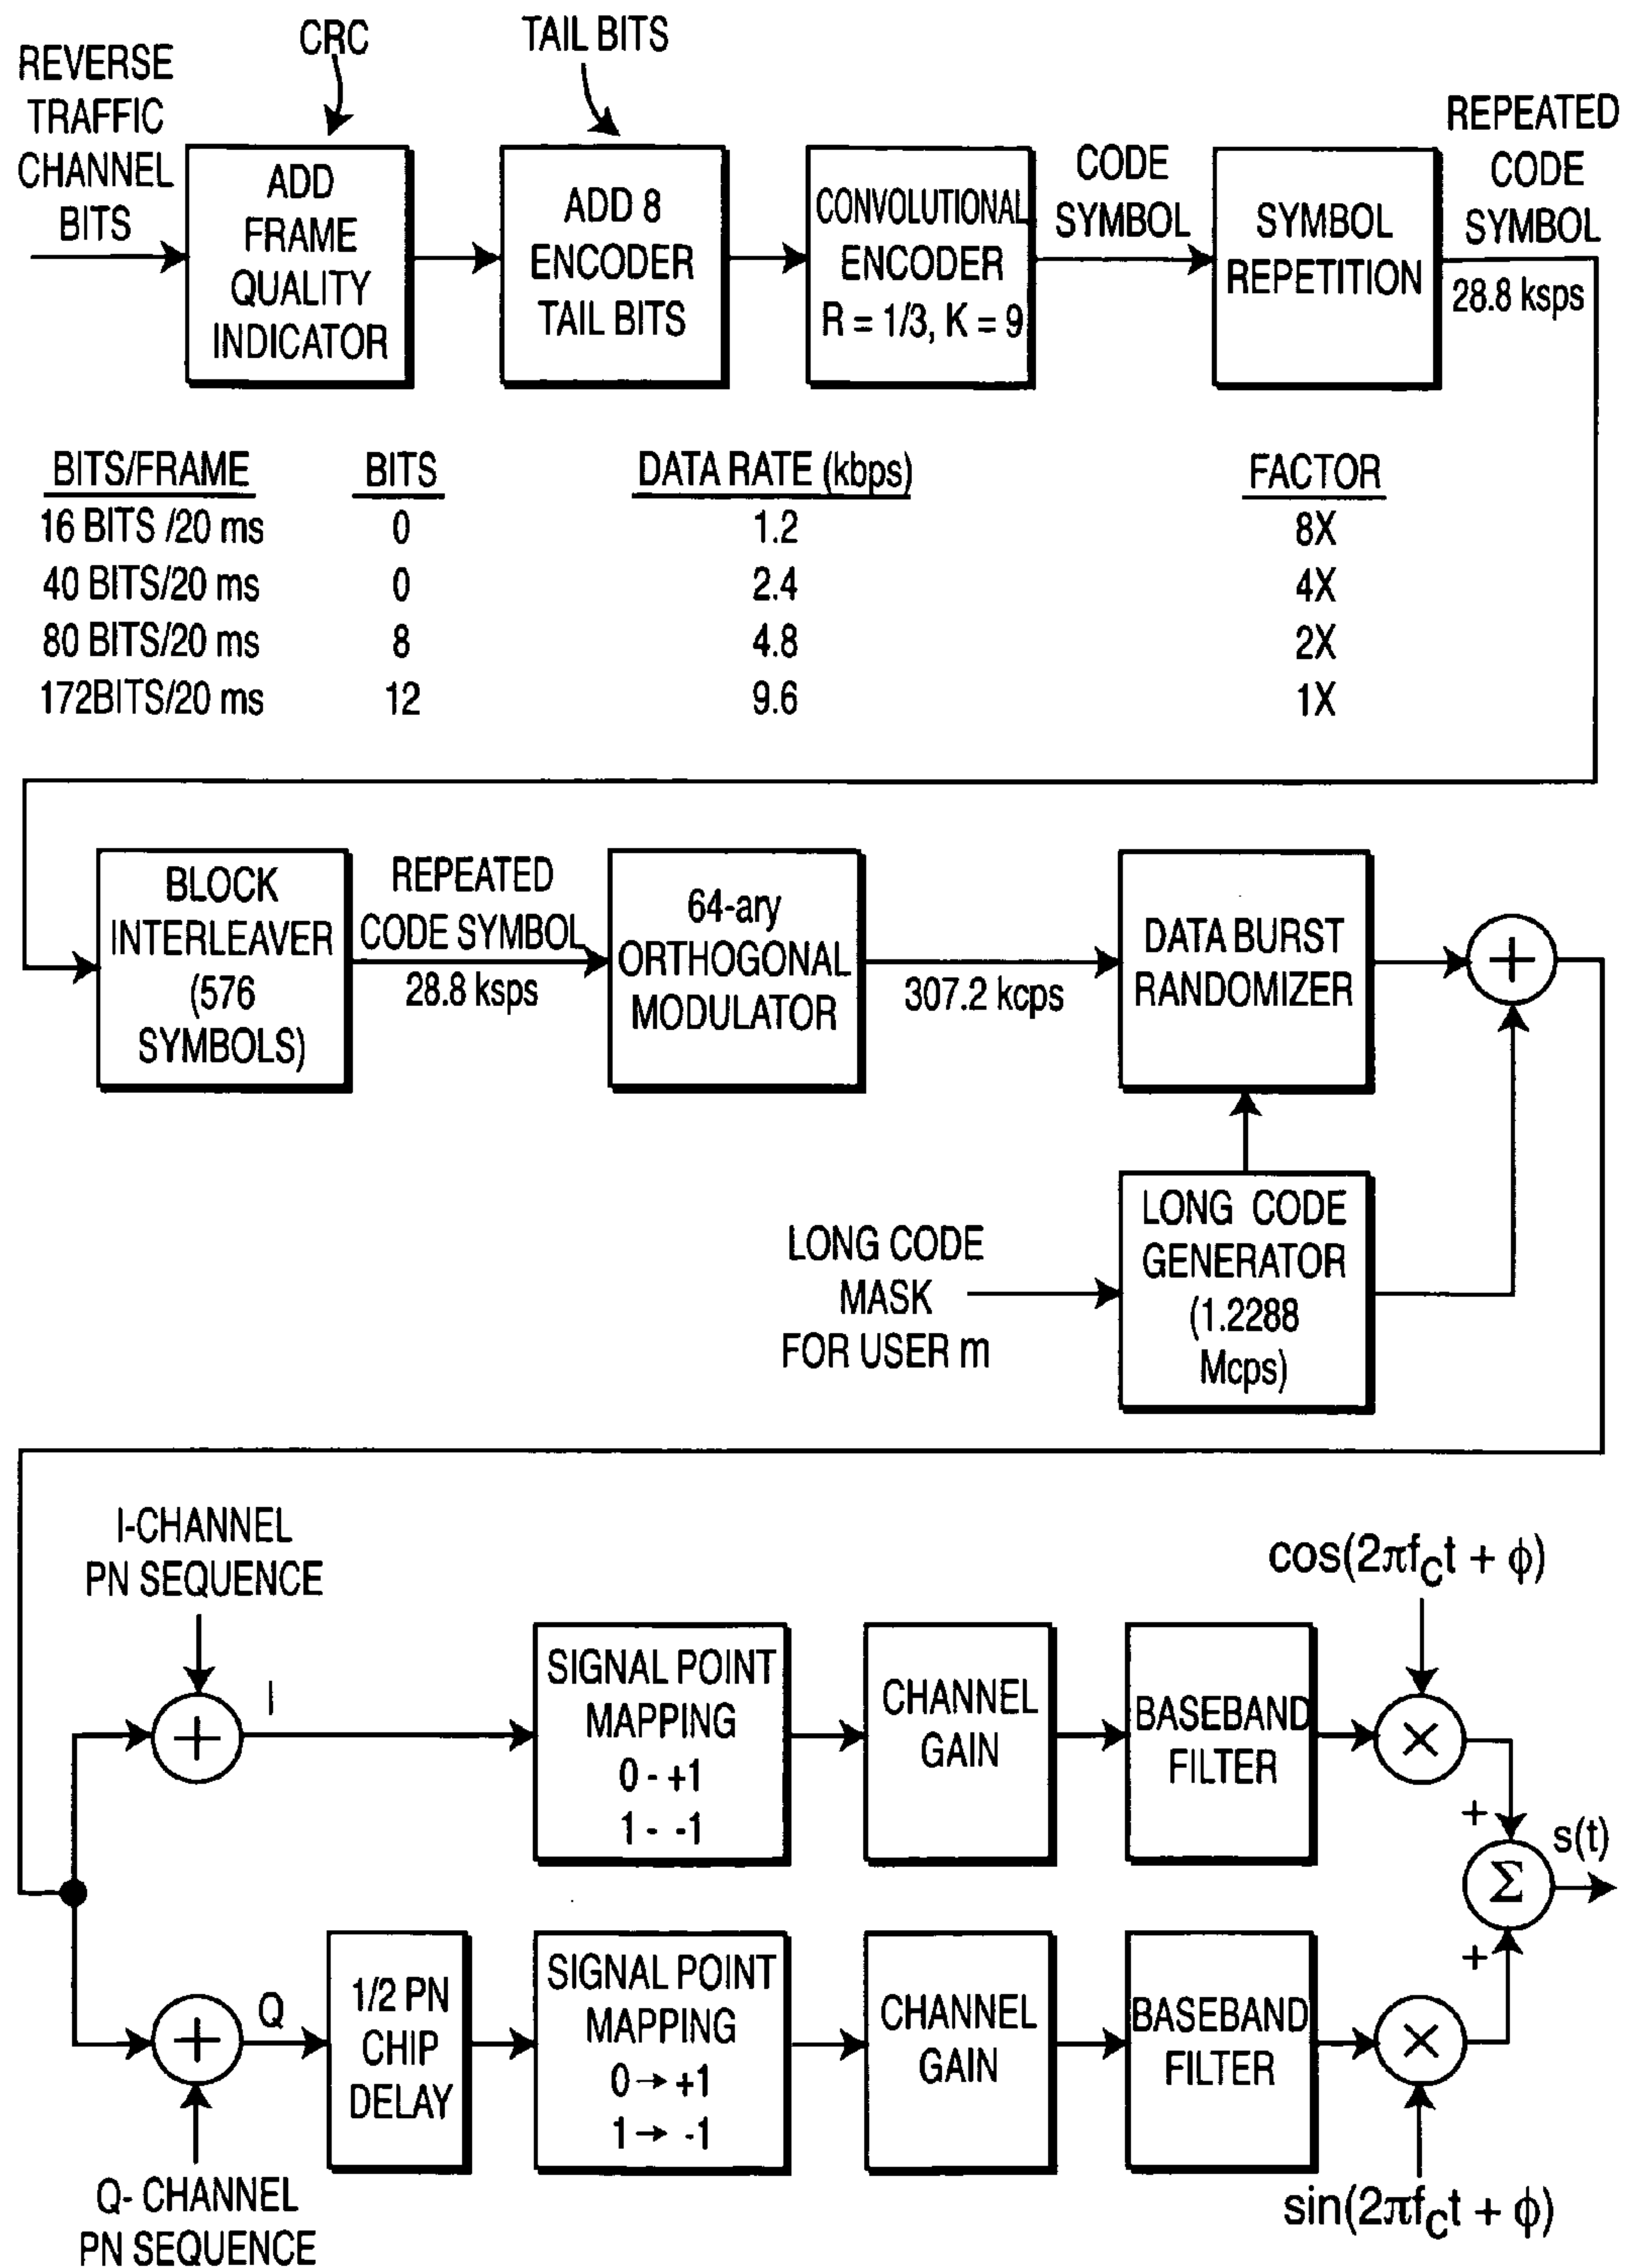 CRC
TAIL BITS
REVERSE
TRAFFIC
CHANNEL
BITS
ADD
FRAME
QUALITY
INDICATOR
ADD 8
ENCODER
TAIL BITS
CONVOLUTIONAL
ENCODER
R = 1/3, K = 9
CODE
SYMBOL
SYMBOL
REPETITION
REPEATED
CODE
SYMBOL
28.8 ksps
BITS/FRAME BITS DATA RATE (kbps) FACTOR
16 BITS /20 ms 0 1.2 8X
40 BITS/20 ms 0 2.4 4X
80 BITS/20 ms 8 4.8 2X
172BITS/20 ms 12 9.6 1X
BLOCK
INTERLEAVER
(576
SYMBOLS)
REPEATED
CODE SYMBOL
28.8 ksps
64-ary
ORTHOGONAL
MODULATOR
307.2 kcps
DATA BURST
RANDOMIZER
+
LONG CODE
MASK
FOR USER m
LONG CODE
GENERATOR
(1.2288
Mcps)
I-CHANNEL
PN SEQUENCE
+
I
SIGNAL POINT
MAPPING
0 - +1
1 - -1
CHANNEL
GAIN
BASEBAND
FILTER
cos(2πfct + ϕ)
×
+
Σ
s(t)
+
Q
1/2 PN
CHIP
DELAY
SIGNAL POINT
MAPPING
0 → +1
1 → -1
CHANNEL
GAIN
BASEBAND
FILTER
×
+
Q- CHANNEL
PN SEQUENCE
sin(2πfct + ϕ)